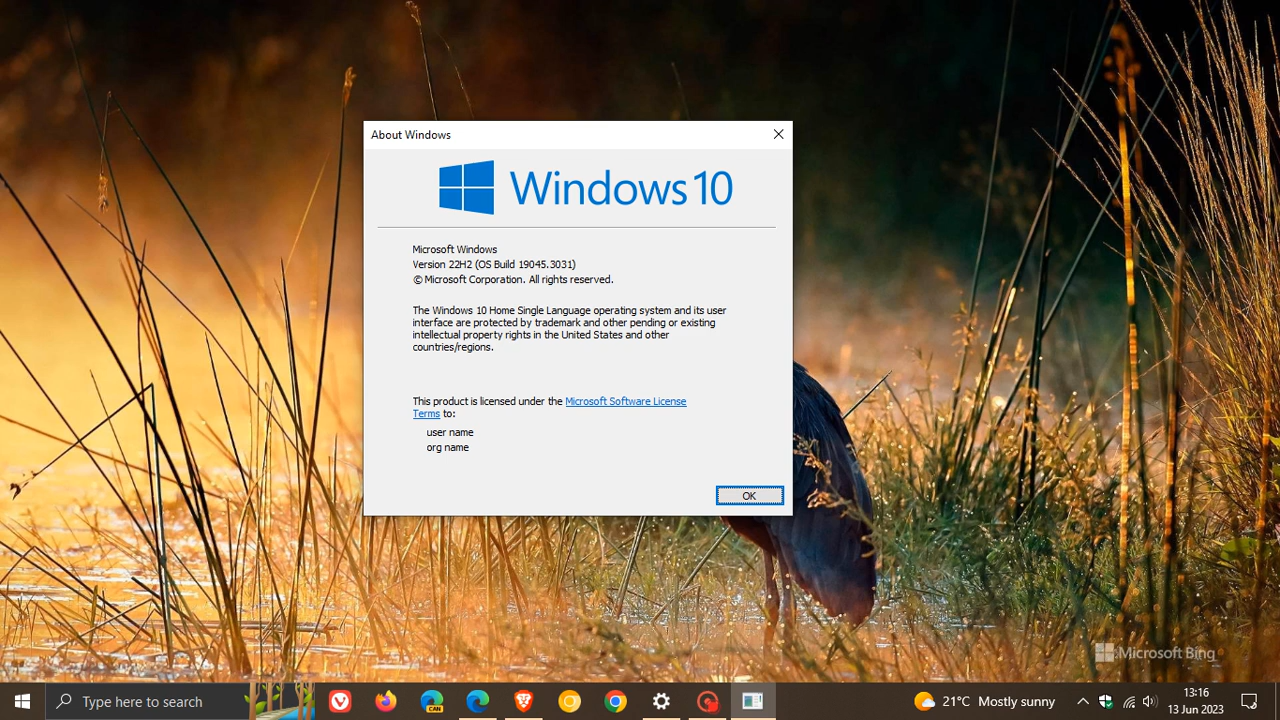 About Windows
Windows 10
Microsoft Windows
Version 22H2 (OS Build 19045.3031)
© Microsoft Corporation. All rights reserved.
The Windows 10 Home Single Language operating system and its user
interface are protected by trademark and other pending or existing
intellectual property rights in the United States and other
countries/regions.
This product is licensed under the Microsoft Software License
Terms to:
user name
org name
OK
Microsoft Bing
Type here to search
CAN
21°C Mostly sunny
13:16
13 Jun 2023